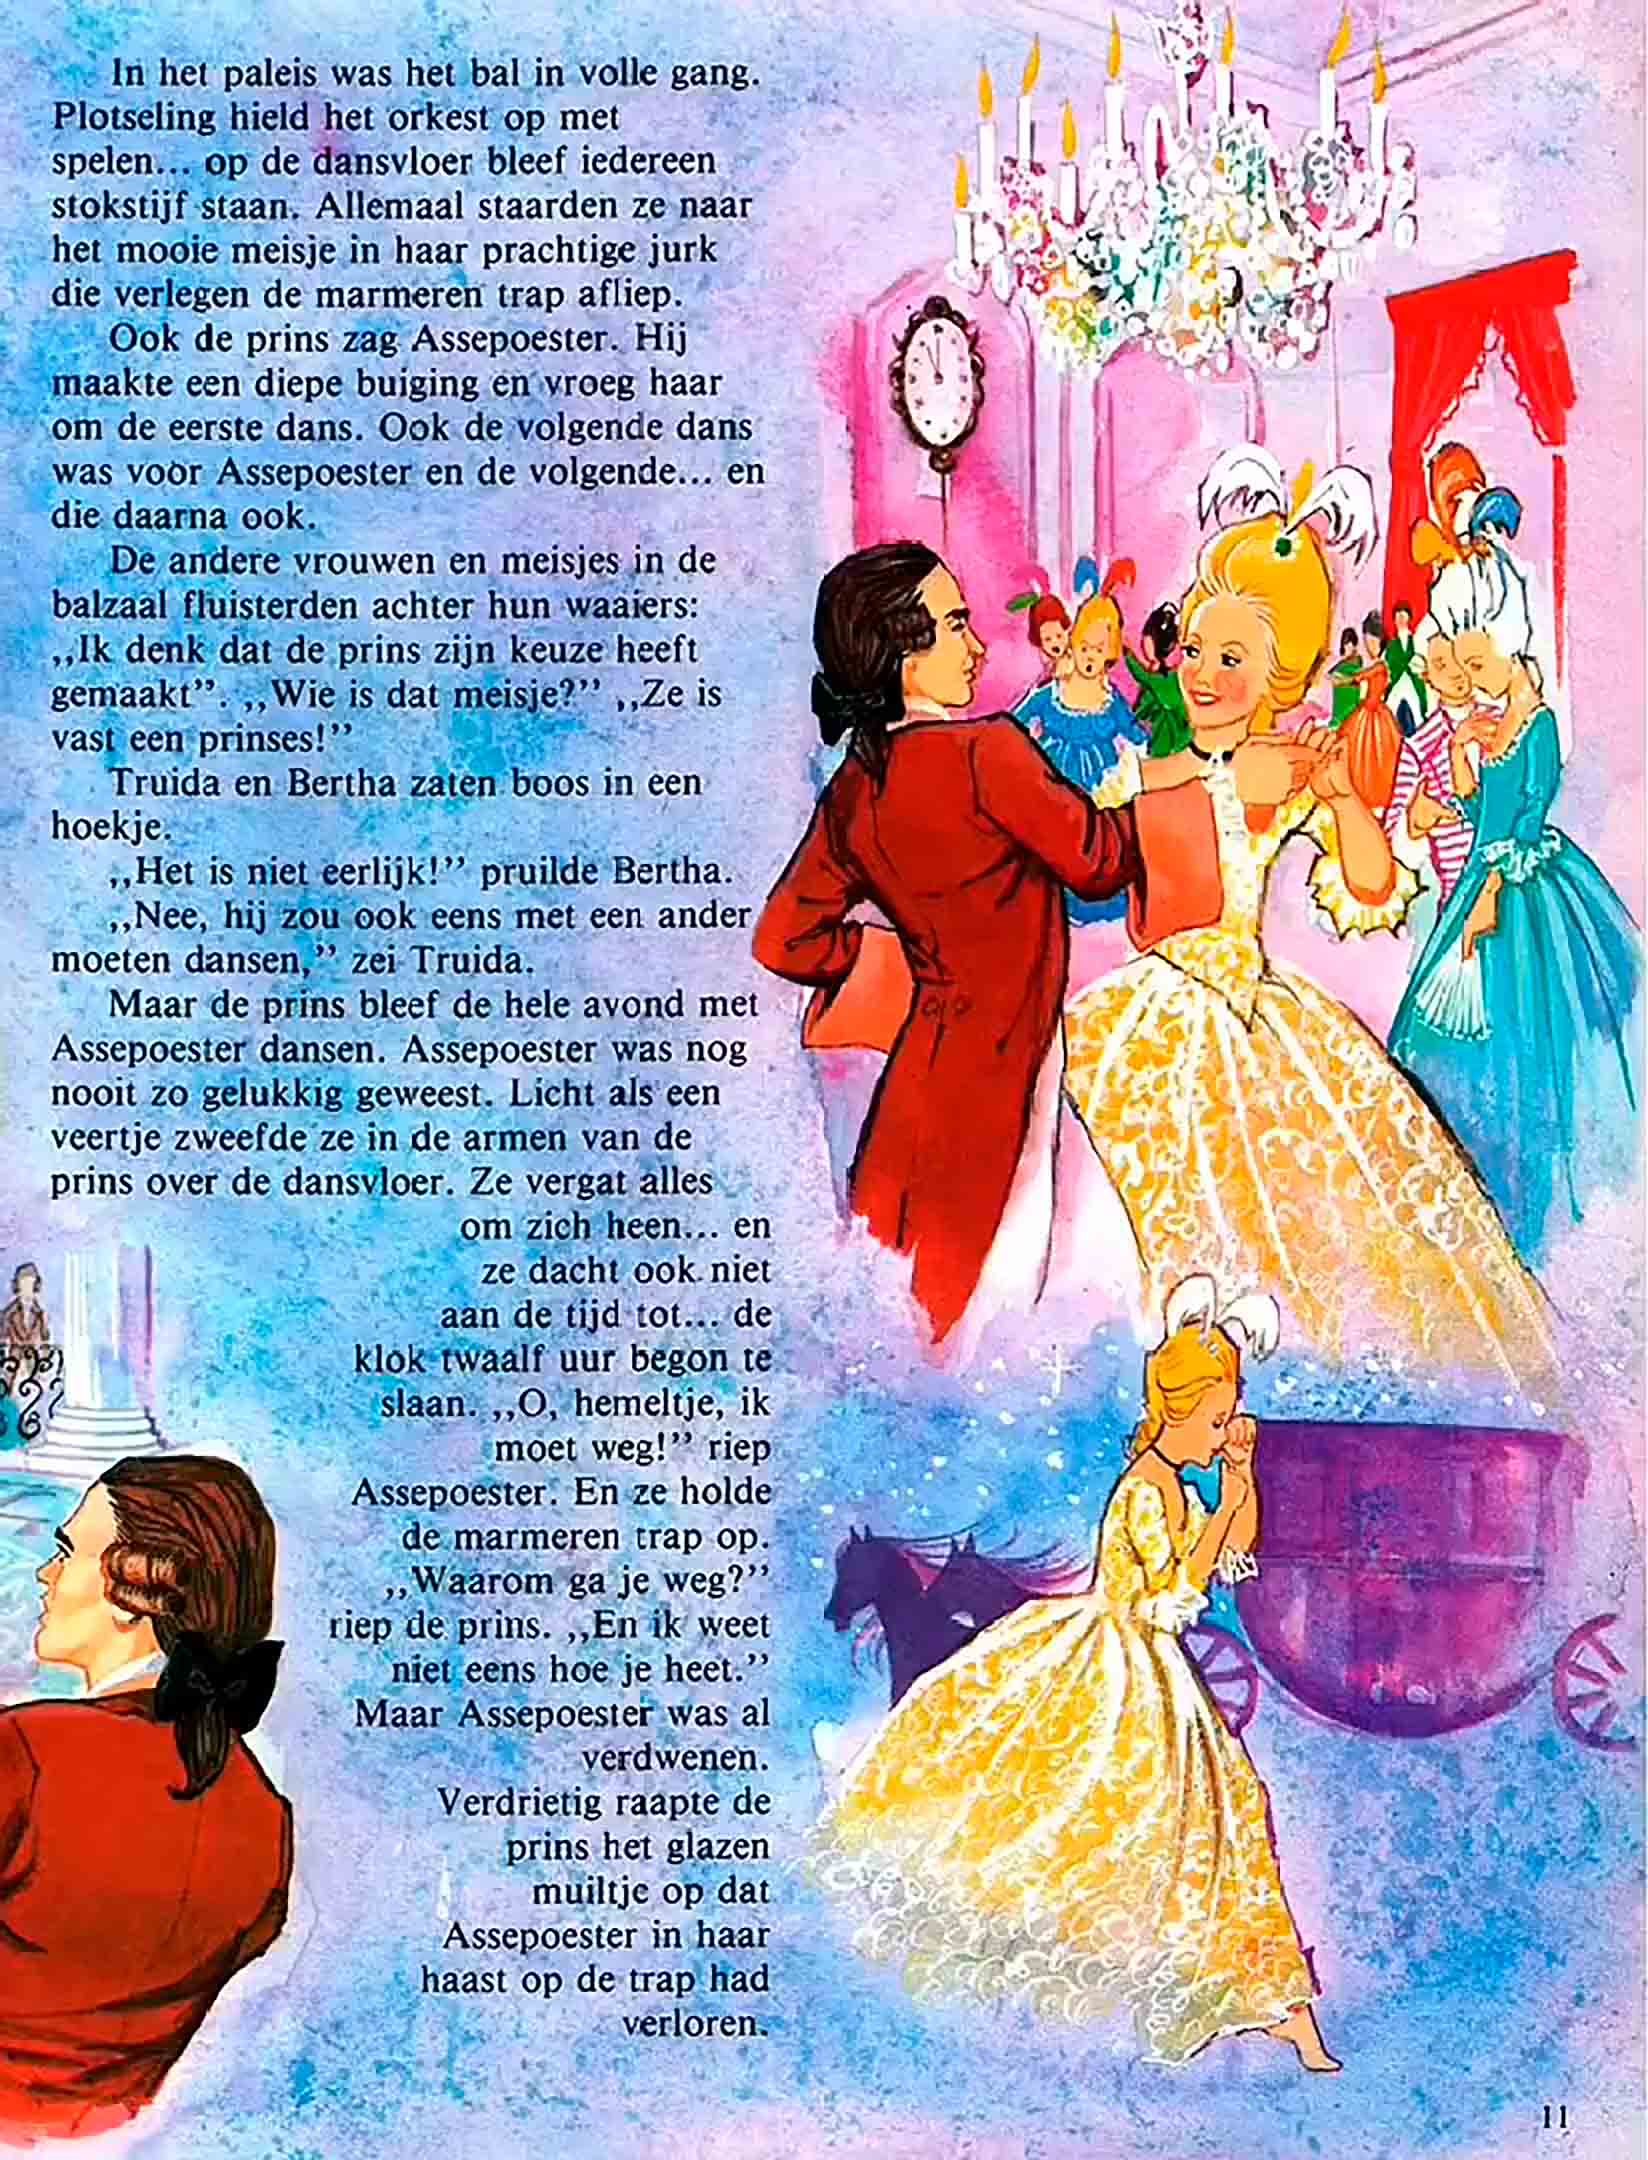 In het paleis was het bal in volle gang.
Plotseling hield het orkest op met
spelen... op de dansvloer bleef iedereen
stokstijf staan. Allemaal staarden ze naar
het mooie meisje in haar prachtige jurk
die verlegen de marmeren trap afliep.
Ook de prins zag Assepoester. Hij
maakte een diepe buiging en vroeg haar
om de eerste dans. Ook de volgende dans
was voor Assepoester en de volgende... en
die daarna ook.
De andere vrouwen en meisjes in de
balzaal fluisterden achter hun waaiers:
,,Ik denk dat de prins zijn keuze heeft
gemaakt”. ,,Wie is dat meisje?” ,,Ze is
vast een prinses!”
Truida en Bertha zaten boos in een
hoekje.
,,Het is niet eerlijk!” pruilde Bertha.
,,Nee, hij zou ook eens met een ander
moeten dansen,” zei Truida.
Maar de prins bleef de hele avond met
Assepoester dansen. Assepoester was nog
nooit zo gelukkig geweest. Licht als een
veertje zweefde ze in de armen van de
prins over de dansvloer. Ze vergat alles
om zich heen... en
ze dacht ook niet
aan de tijd tot... de
klok twaalf uur begon te
slaan. ,,O, hemeltje, ik
moet weg!” riep
Assepoester. En ze holde
de marmeren trap op.
,,Waarom ga je weg?”
riep de prins. ,,En ik weet
niet eens hoe je heet.”
Maar Assepoester was al
verdwenen.
Verdrietig raapte de
prins het glazen
muiltje op dat
Assepoester in haar
haast op de trap had
verloren.
11